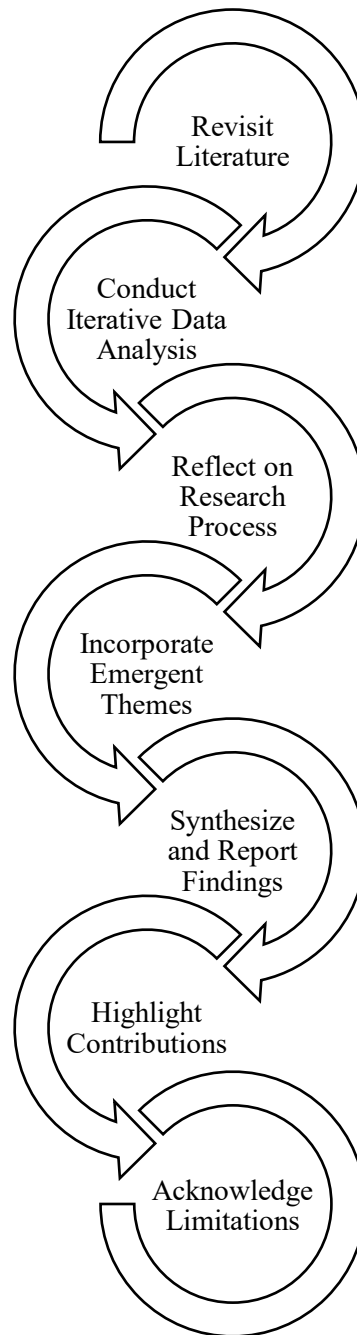 Revisit
Literature
Conduct
Iterative Data
Analysis
Reflect on
Research
Process
Incorporate
Emergent
Themes
Synthesize
and Report
Findings
Highlight
Contributions
Acknowledge
Limitations